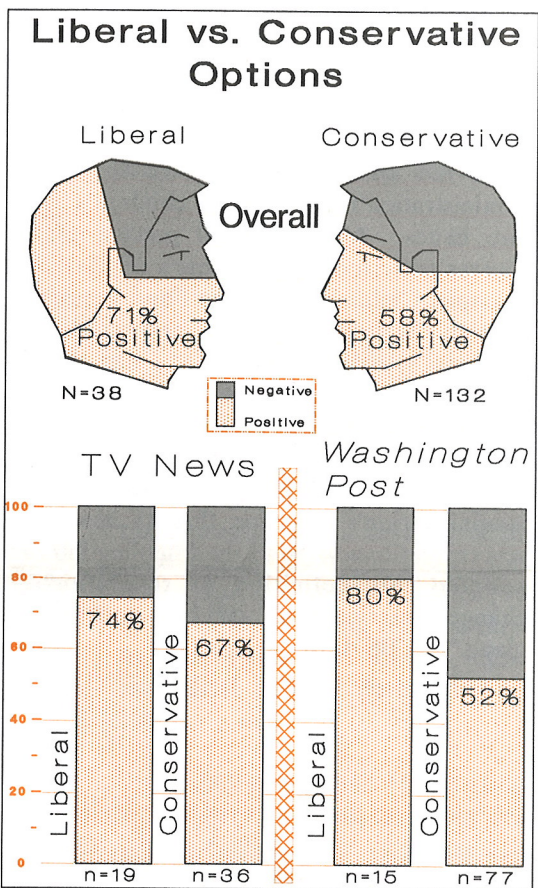 Liberal vs. Conservative
Options
Liberal
Conservative
Overall
71%
Positive
58%
Positive
N=38
N=132
Negative
Positive
TV News
Washington
Post
100
80
60
40
20
0
74%
67%
80%
52%
Liberal
Conservative
Liberal
Conservative
n=19
n=36
n=15
n=77